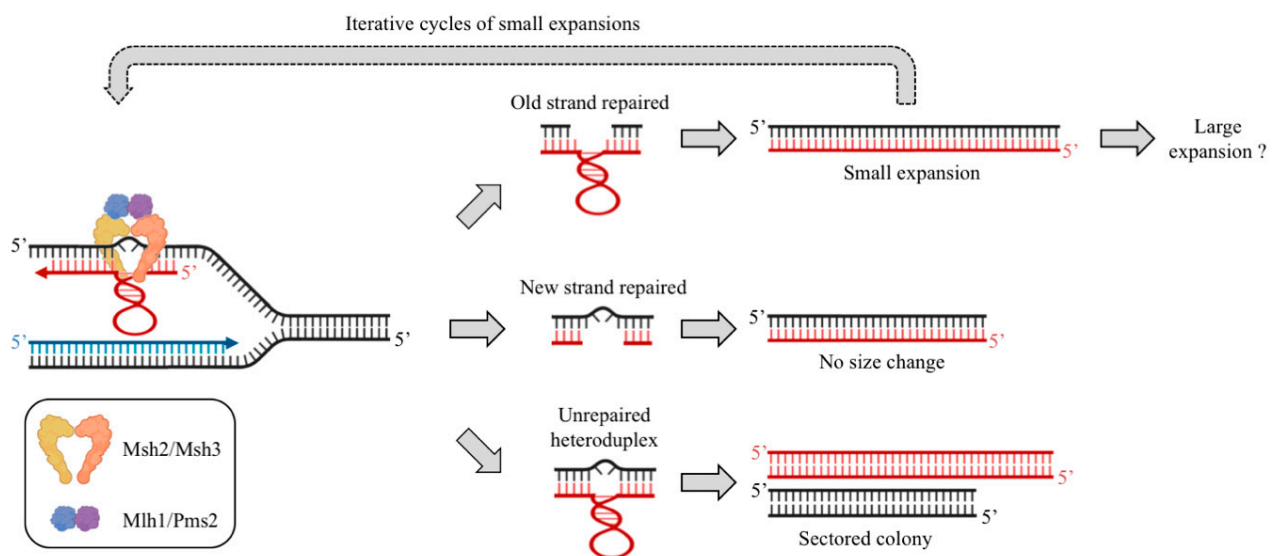 Iterative cycles of small expansions
Old strand repaired
5’
5’
Small expansion
Large
expansion ?
5’
5’
5’
5’
New strand repaired
5’
5’
No size change
Unrepaired
heteroduplex
5’
5’
5’
5’
Sectored colony
Msh2/Msh3
Mlh1/Pms2